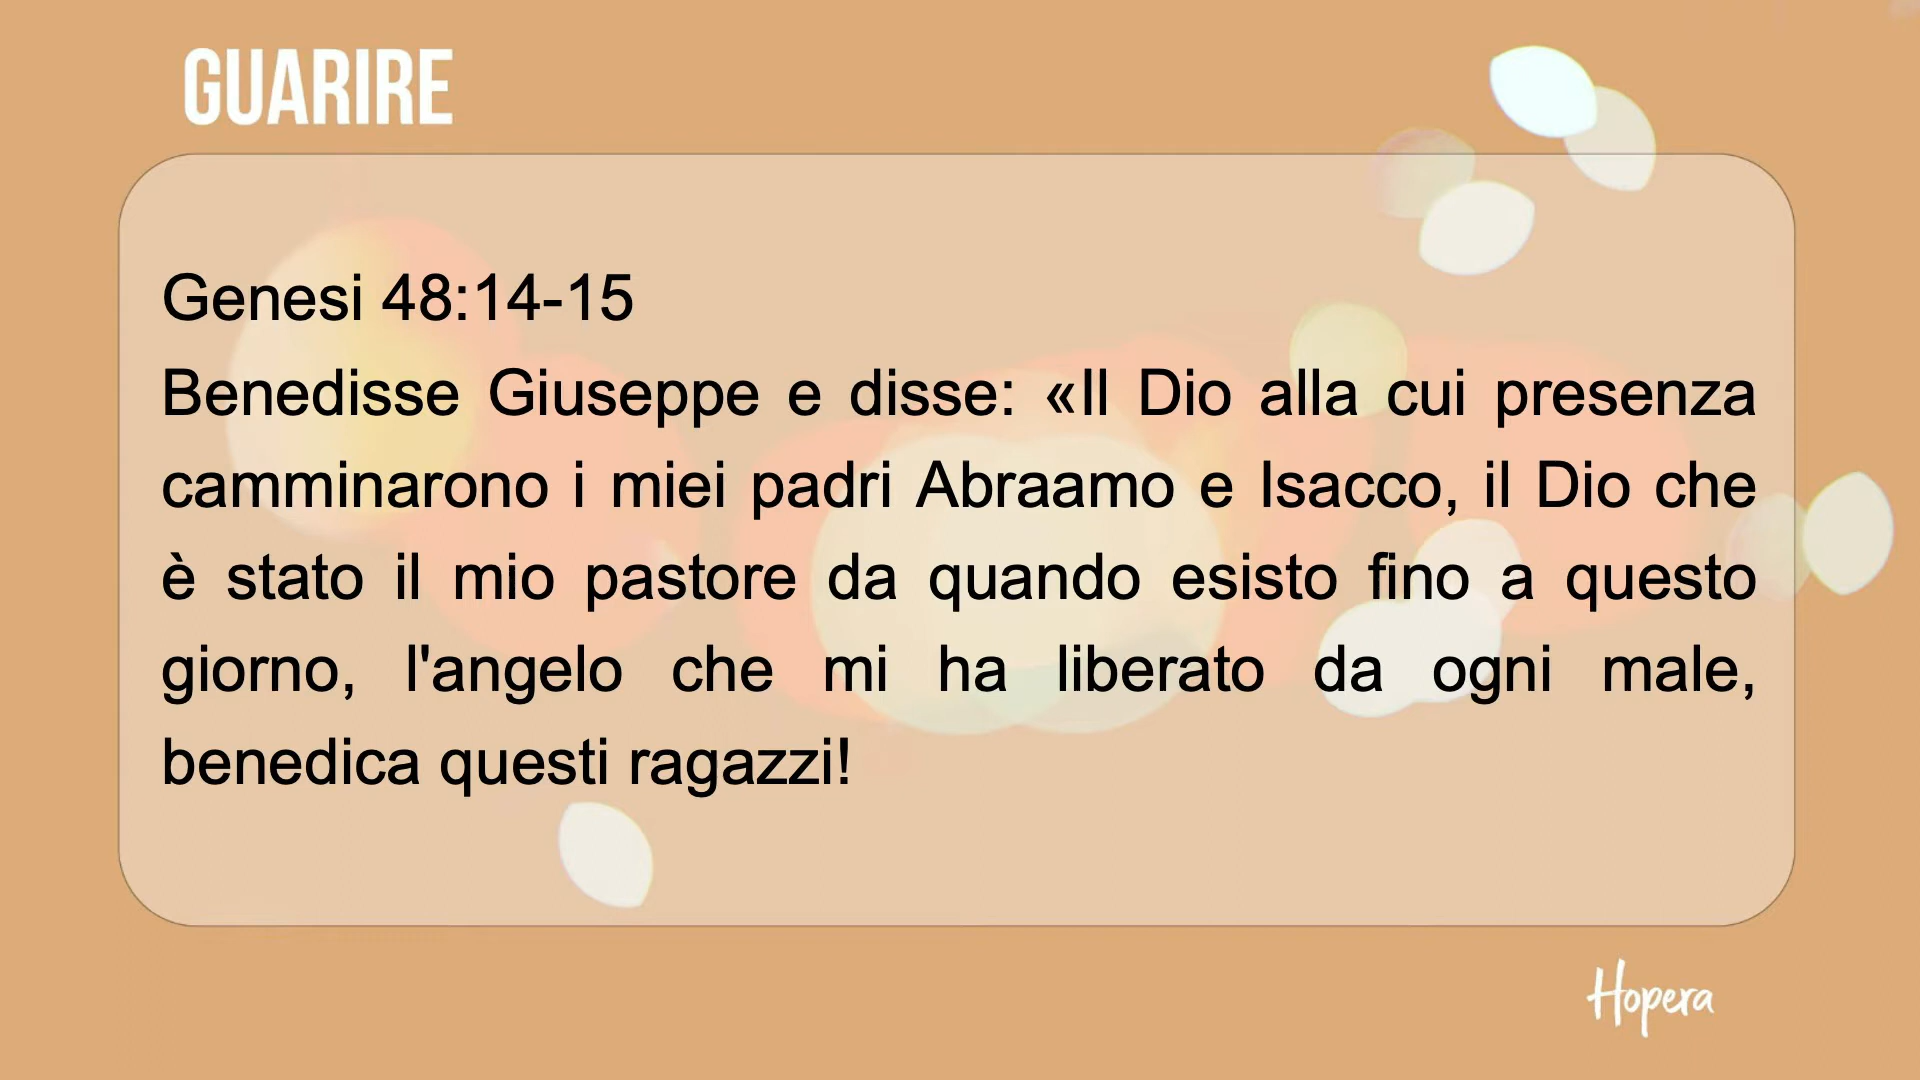 GUARIRE
Genesi 48:14-15
Benedisse Giuseppe e disse: «Il Dio alla cui presenza
camminarono i miei padri Abraamo e Isacco, il Dio che
è stato il mio pastore da quando esisto fino a questo
giorno, l'angelo che mi ha liberato da ogni male,
benedica questi ragazzi!
Hopera